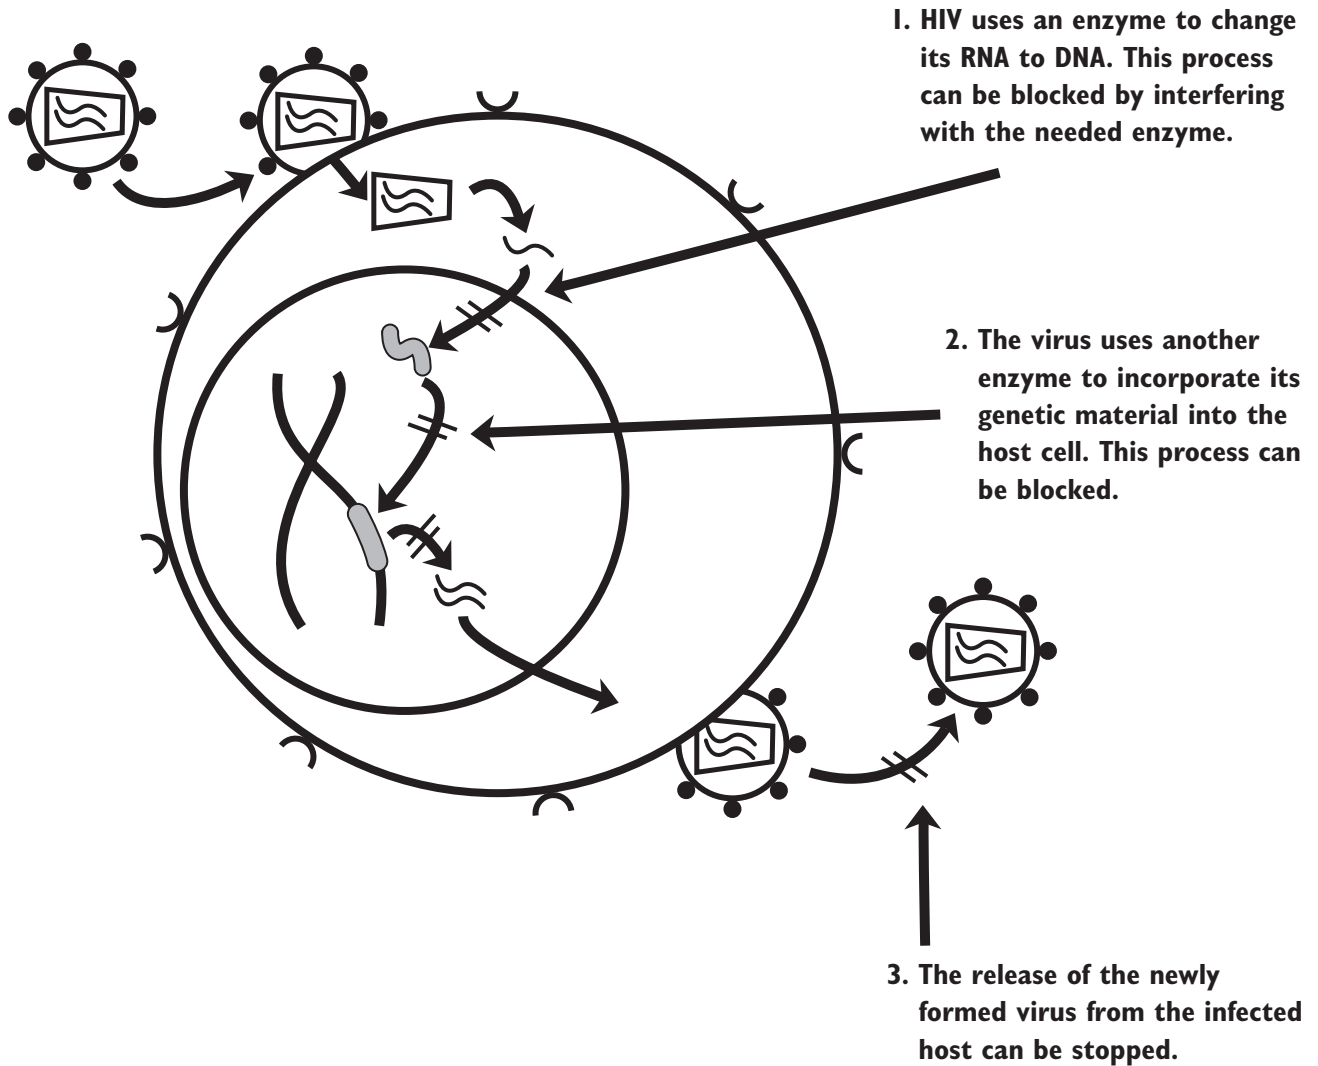 1. HIV uses an enzyme to change
its RNA to DNA. This process
can be blocked by interfering
with the needed enzyme.
2. The virus uses another
enzyme to incorporate its
genetic material into the
host cell. This process can
be blocked.
3. The release of the newly
formed virus from the infected
host can be stopped.